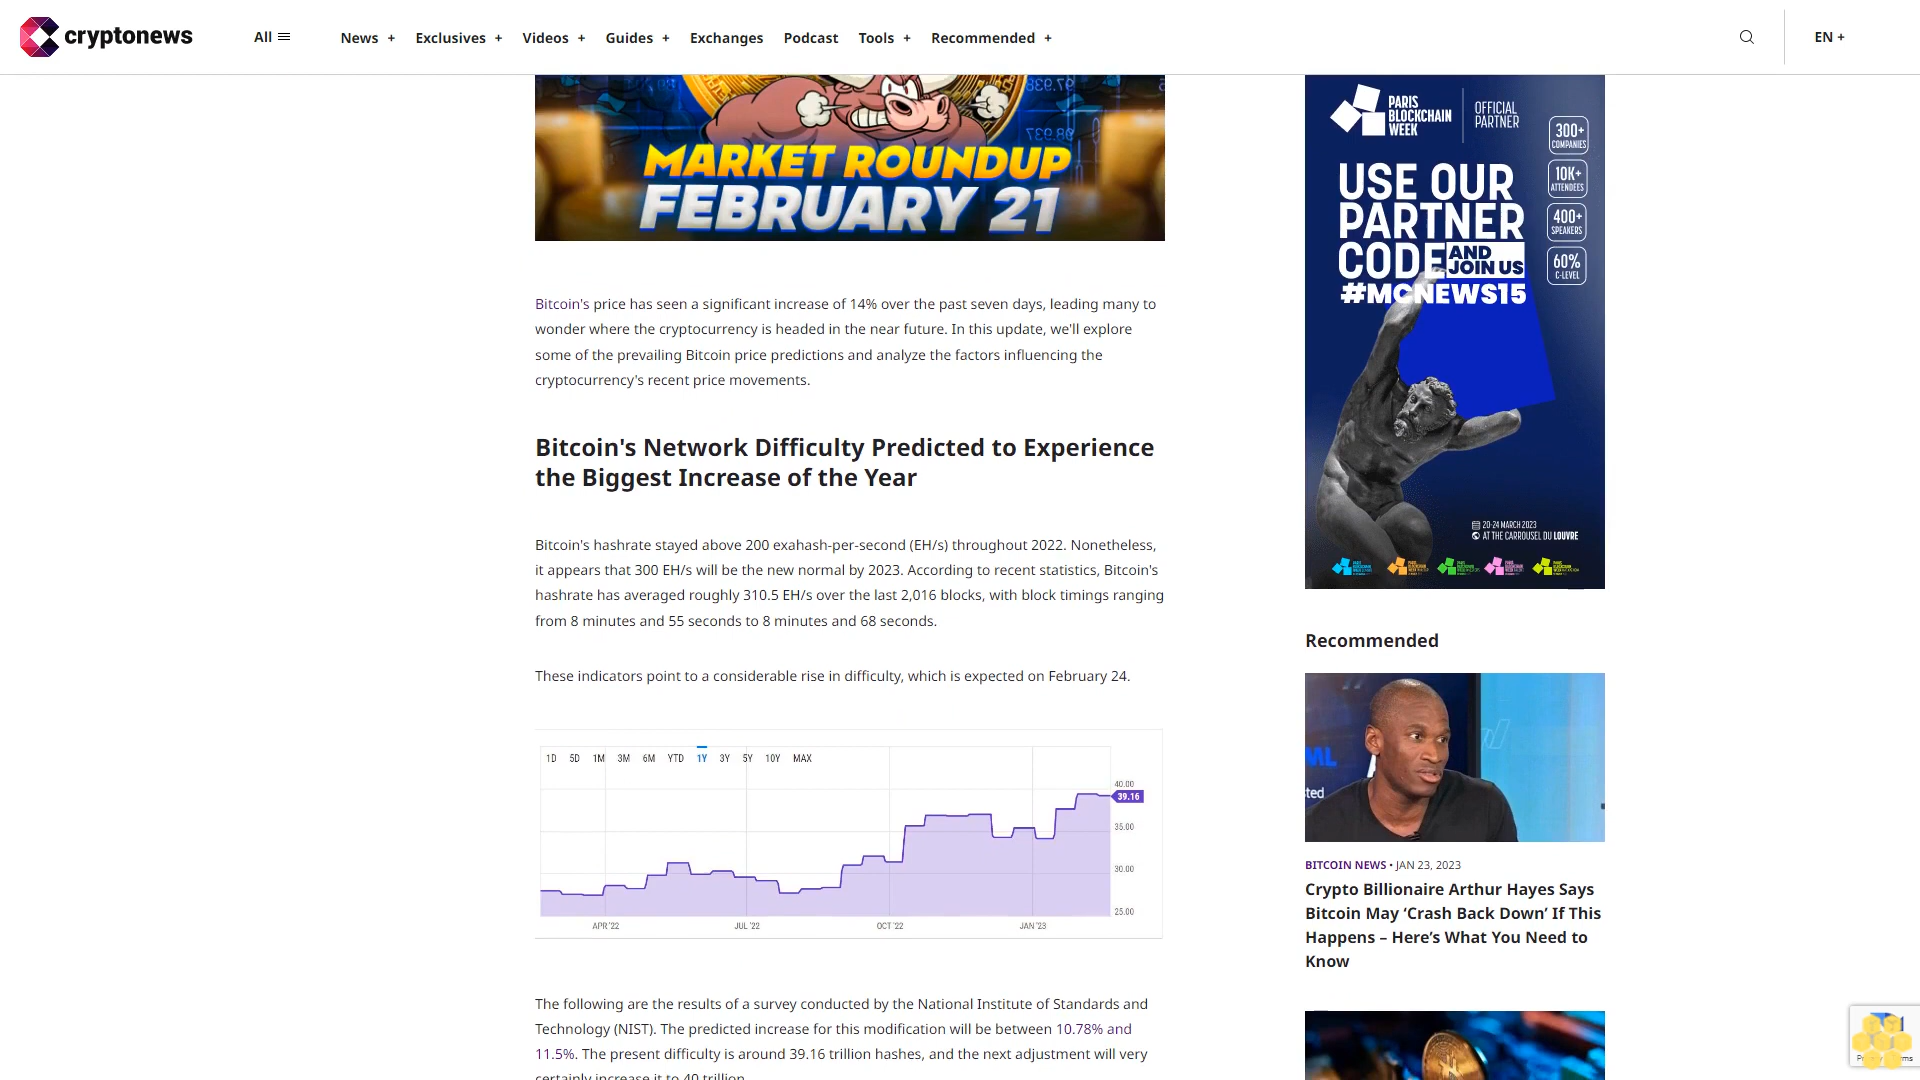 cryptonews
All
News +
Exclusives +
Videos +
Guides +
Exchanges
Podcast
Tools +
Recommended +
EN +
MARKET ROUNDUP
FEBRUARY 21
Bitcoin's price has seen a significant increase of 14% over the past seven days, leading many to
wonder where the cryptocurrency is headed in the near future. In this update, we'll explore
some of the prevailing Bitcoin price predictions and analyze the factors influencing the
cryptocurrency's recent price movements.
Bitcoin's Network Difficulty Predicted to Experience
the Biggest Increase of the Year
Bitcoin's hashrate stayed above 200 exahash-per-second (EH/s) throughout 2022. Nonetheless,
it appears that 300 EH/s will be the new normal by 2023. According to recent statistics, Bitcoin's
hashrate has averaged roughly 310.5 EH/s over the last 2,016 blocks, with block timings ranging
from 8 minutes and 55 seconds to 8 minutes and 68 seconds.
These indicators point to a considerable rise in difficulty, which is expected on February 24.
1D 5D 1M 3M 6M YTD 1Y 3Y 5Y 10Y MAX
40.00
39.16
35.00
30.00
25.00
APR '22
JUL '22
OCT '22
JAN '23
The following are the results of a survey conducted by the National Institute of Standards and
Technology (NIST). The predicted increase for this modification will be between 10.78% and
11.5%. The present difficulty is around 39.16 trillion hashes, and the next adjustment will very
certainly increase it to 40 trillion.
PARIS
BLOCKCHAIN
WEEK
OFFICIAL
PARTNER
300+
COMPANIES
10K+
ATTENDEES
400+
SPEAKERS
60%
C-LEVEL
USE OUR
PARTNER
CODE AND
JOIN US
#MCNEWS15
20-24 MARCH 2023
AT THE CARROUSEL DU LOUVRE
Recommended
BITCOIN NEWS • JAN 23, 2023
Crypto Billionaire Arthur Hayes Says
Bitcoin May ‘Crash Back Down’ If This
Happens – Here’s What You Need to
Know